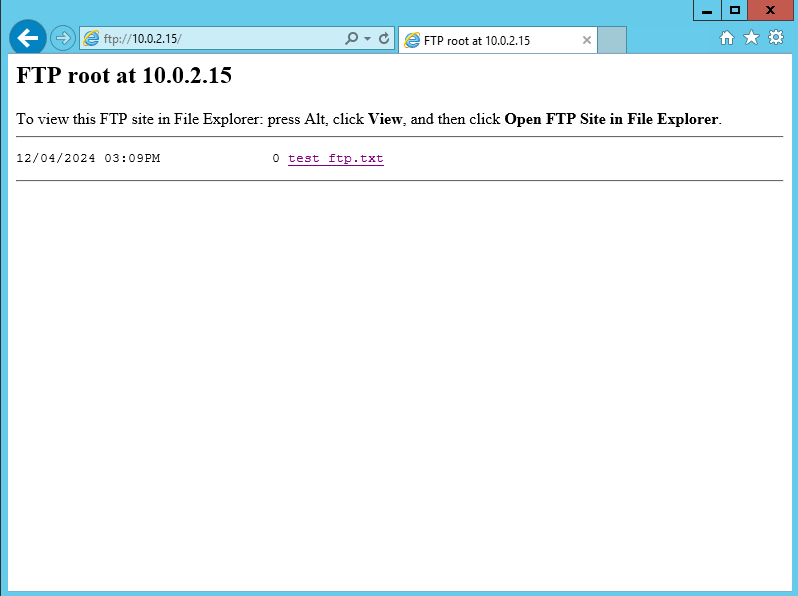 ftp://10.0.2.15/
FTP root at 10.0.2.15
FTP root at 10.0.2.15
To view this FTP site in File Explorer: press Alt, click View, and then click Open FTP Site in File Explorer.
12/04/2024 03:09PM 0 test ftp.txt